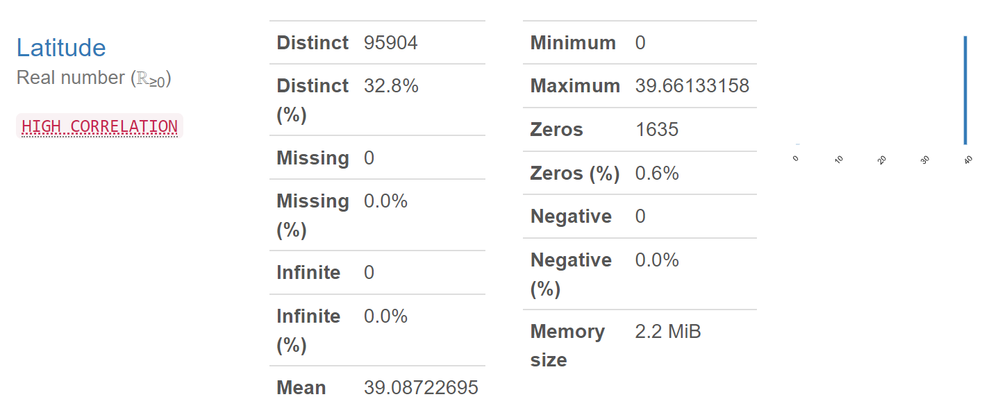 Latitude
Real number (ℝ≥0)
HIGH CORRELATION
Distinct 95904
Distinct (%) 32.8%
Missing 0
Missing (%) 0.0%
Infinite 0
Infinite (%) 0.0%
Mean 39.08722695
Minimum 0
Maximum 39.66133158
Zeros 1635
Zeros (%) 0.6%
Negative 0
Negative (%) 0.0%
Memory size 2.2 MiB
0 10 20 30 40